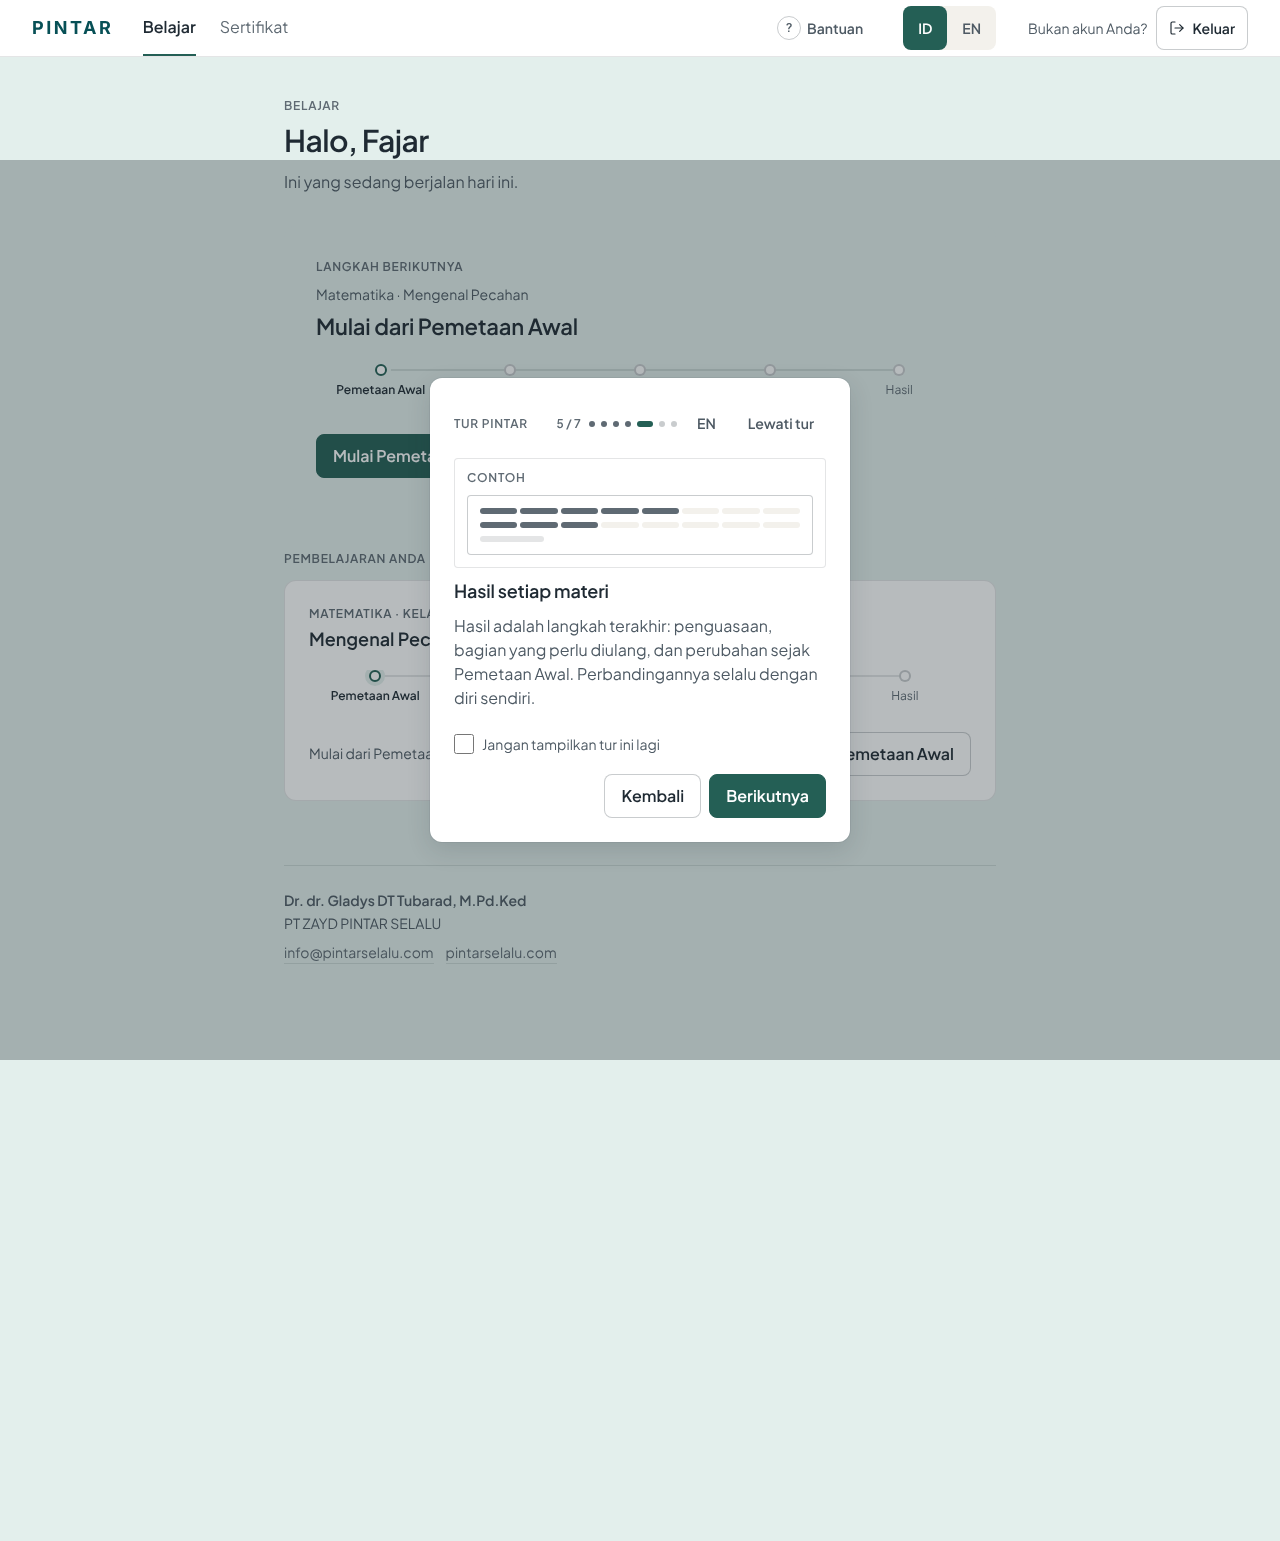 PINTAR
Belajar
Sertifikat
?
Bantuan
ID
EN
Bukan akun Anda?
Keluar
BELAJAR
Halo, Fajar
Ini yang sedang berjalan hari ini.
LANGKAH BERIKUTNYA
Matematika · Mengenal Pecahan
Mulai dari Pemetaan Awal
Pemetaan Awal
Hasil
TUR PINTAR
5 / 7
EN
Lewati tur
CONTOH
Hasil setiap materi
Hasil adalah langkah terakhir: penguasaan,
bagian yang perlu diulang, dan perubahan sejak
Pemetaan Awal. Perbandingannya selalu dengan
diri sendiri.
Jangan tampilkan tur ini lagi
Kembali
Berikutnya
Mulai
PEMBELAJARAN ANDA
MATEMATIKA ·
Mengenal
Pemetaan Awal
Hasil
Mulai dari
Awal
Dr. dr. Gladys DT Tubarad, M.Pd.Ked
PT ZAYD PINTAR SELALU
info@pintarselalu.com
pintarselalu.com